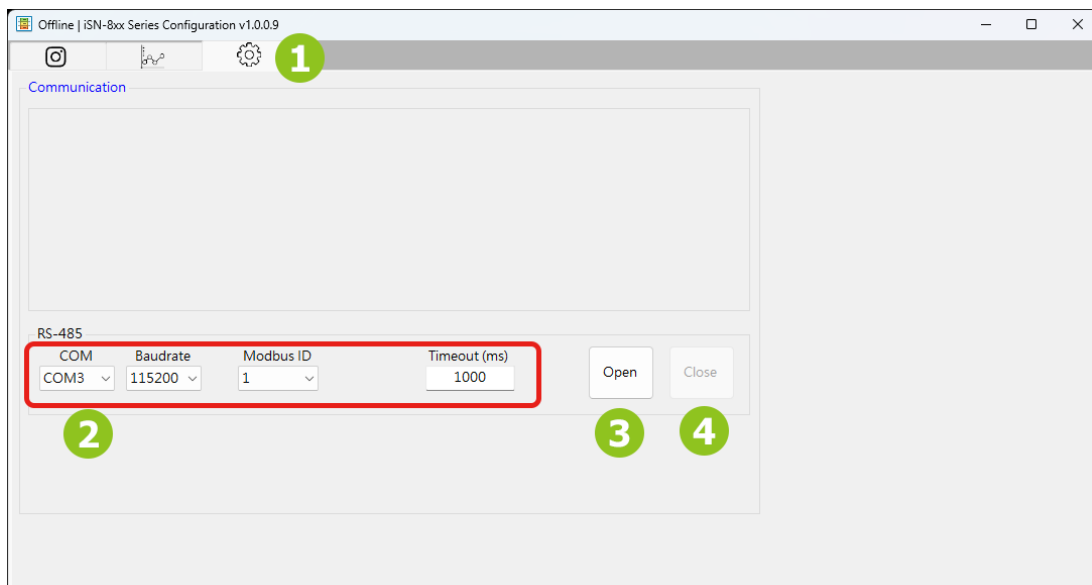 Offline | iSN-8xx Series Configuration v1.0.0.9
1
Communication
RS-485
COM Baudrate Modbus ID Timeout (ms)
COM3 115200 1 1000 Open Close
2 3 4